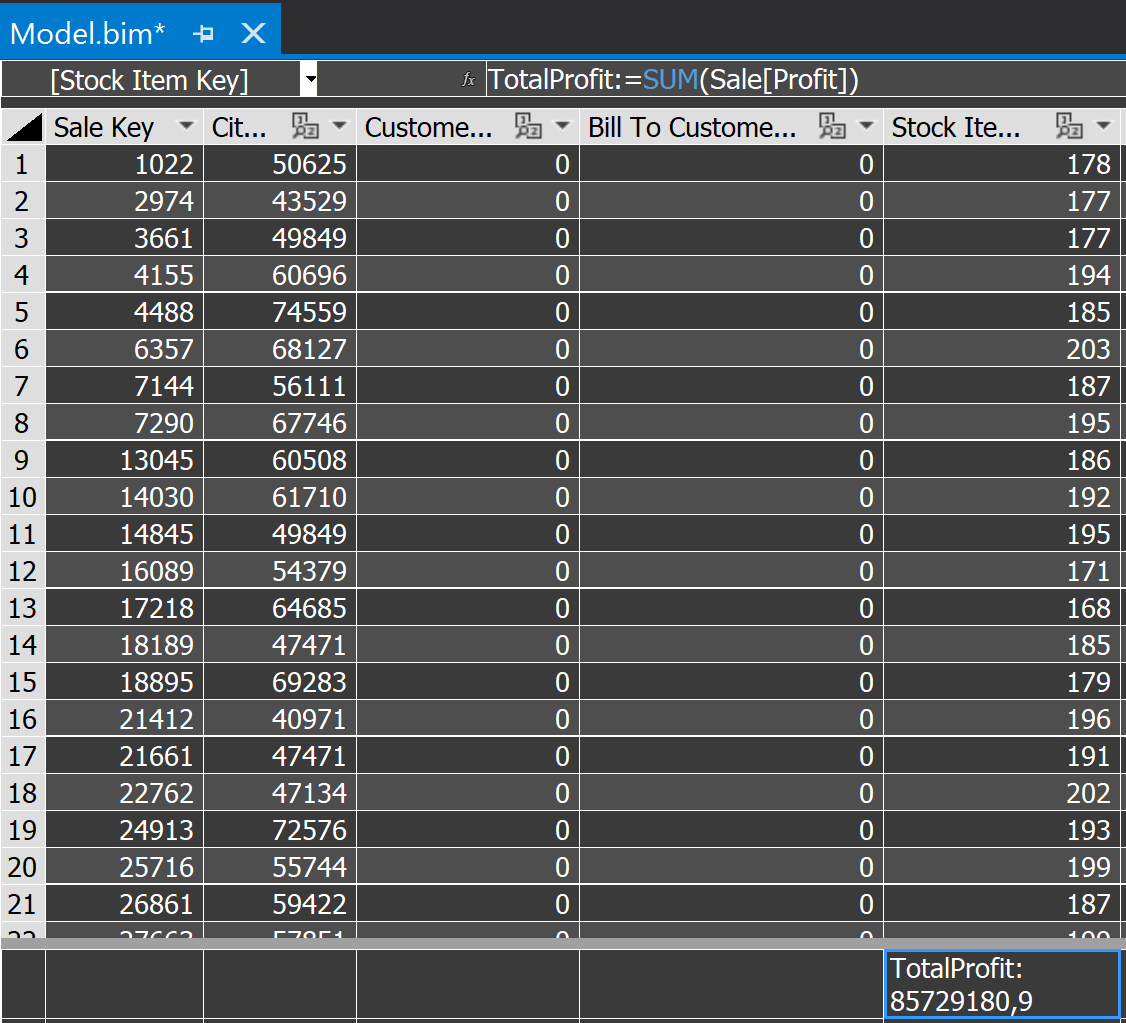 Model.bim*
[Stock Item Key] fx TotalProfit:=SUM(Sale[Profit])
Sale Key Cit... Custome... Bill To Custome... Stock Ite...
1 1022 50625 0 0 178
2 2974 43529 0 0 177
3 3661 49849 0 0 177
4 4155 60696 0 0 194
5 4488 74559 0 0 185
6 6357 68127 0 0 203
7 7144 56111 0 0 187
8 7290 67746 0 0 195
9 13045 60508 0 0 186
10 14030 61710 0 0 192
11 14845 49849 0 0 195
12 16089 54379 0 0 171
13 17218 64685 0 0 168
14 18189 47471 0 0 185
15 18895 69283 0 0 179
16 21412 40971 0 0 196
17 21661 47471 0 0 191
18 22762 47134 0 0 202
19 24913 72576 0 0 193
20 25716 55744 0 0 199
21 26861 59422 0 0 187
TotalProfit:
85729180,9